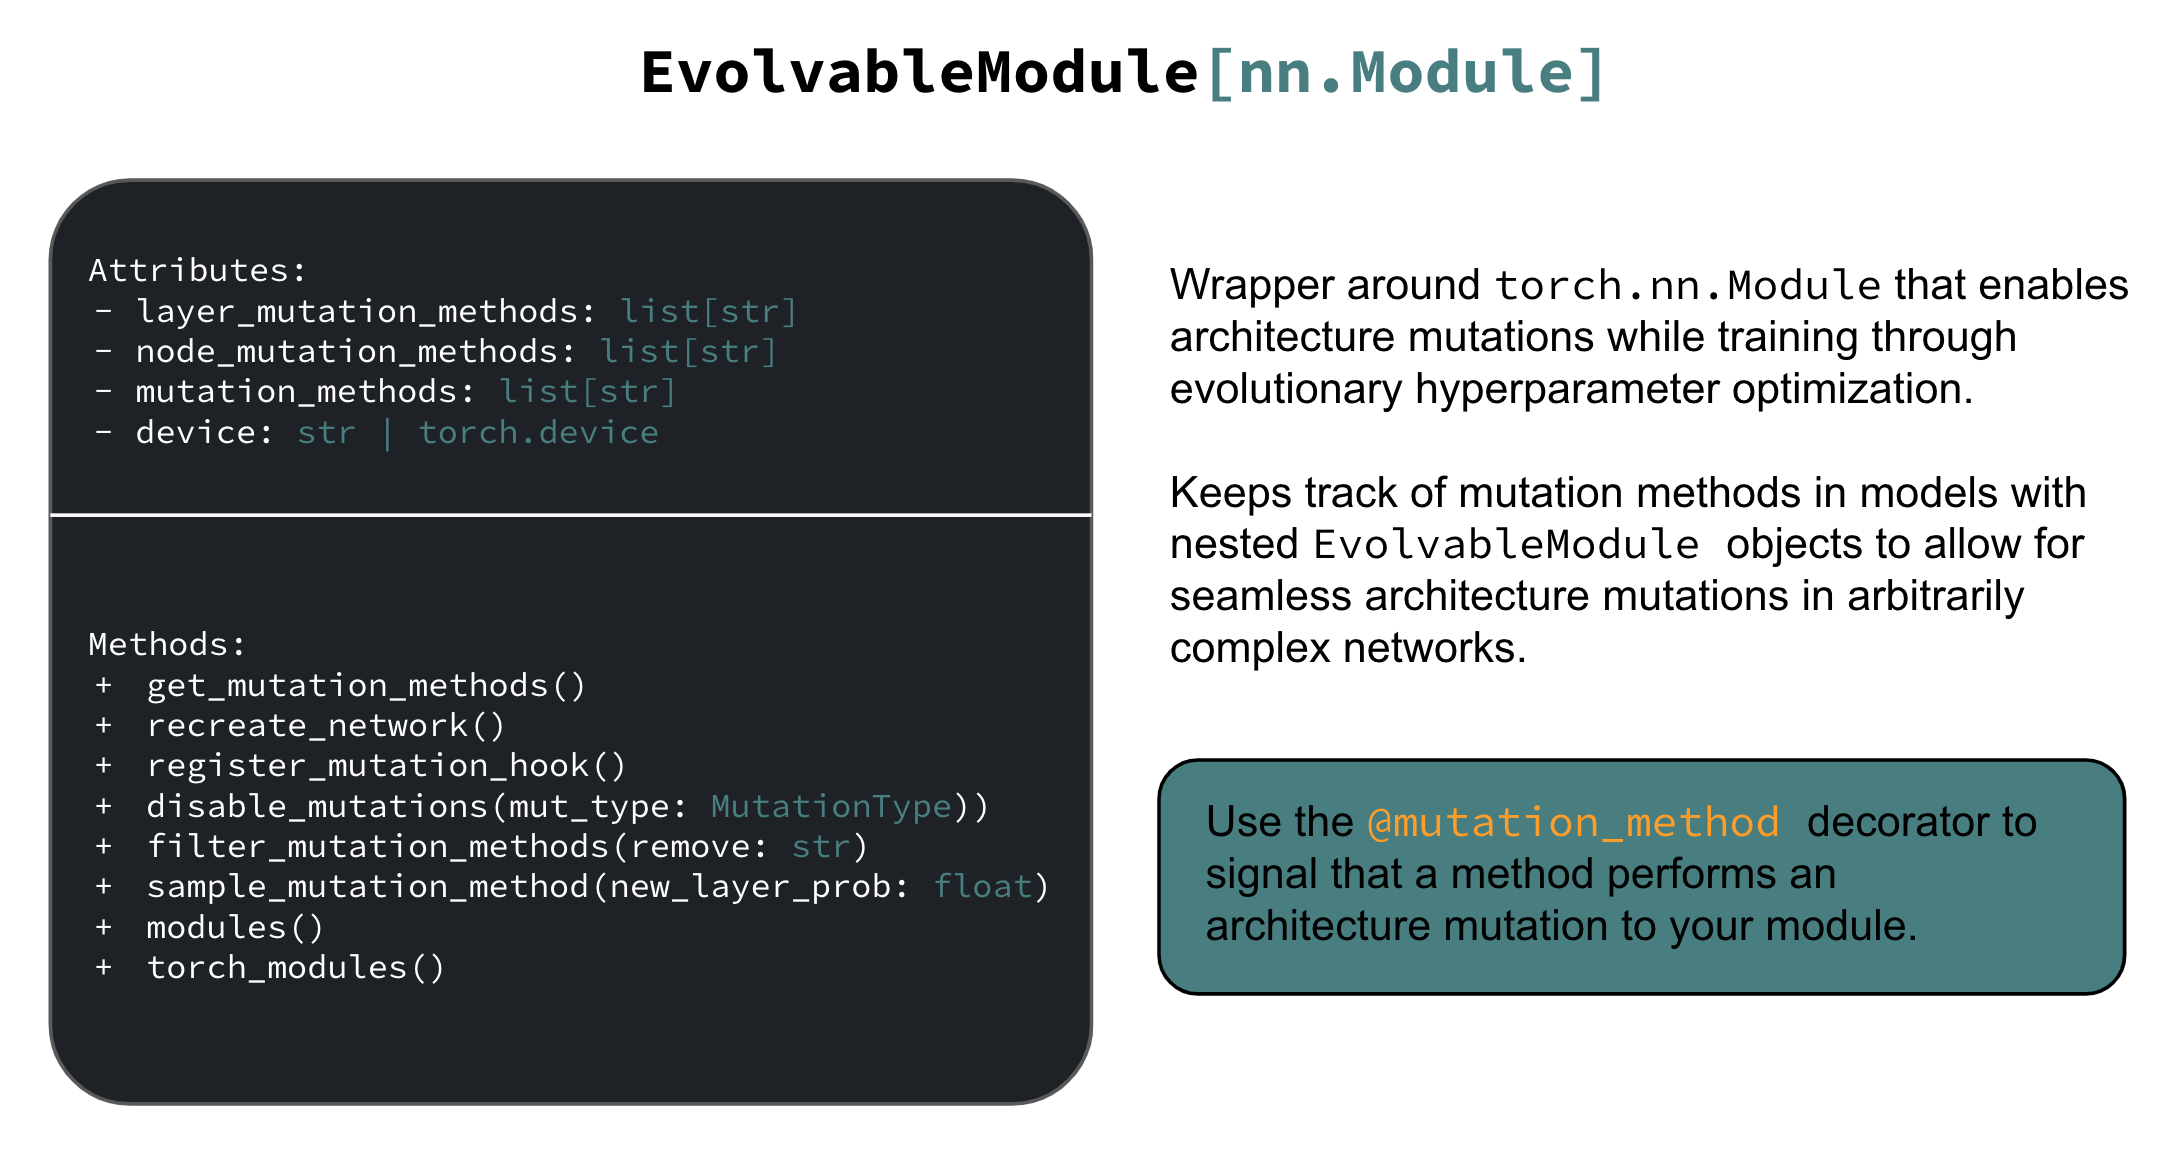 EvolvableModule[nn.Module]
Attributes:
- layer_mutation_methods: list[str]
- node_mutation_methods: list[str]
- mutation_methods: list[str]
- device: str | torch.device
Methods:
+ get_mutation_methods()
+ recreate_network()
+ register_mutation_hook()
+ disable_mutations(mut_type: MutationType))
+ filter_mutation_methods(remove: str)
+ sample_mutation_method(new_layer_prob: float)
+ modules()
+ torch_modules()
Wrapper around torch.nn.Module that enables
architecture mutations while training through
evolutionary hyperparameter optimization.
Keeps track of mutation methods in models with
nested EvolvableModule objects to allow for
seamless architecture mutations in arbitrarily
complex networks.
Use the @mutation_method decorator to
signal that a method performs an
architecture mutation to your module.